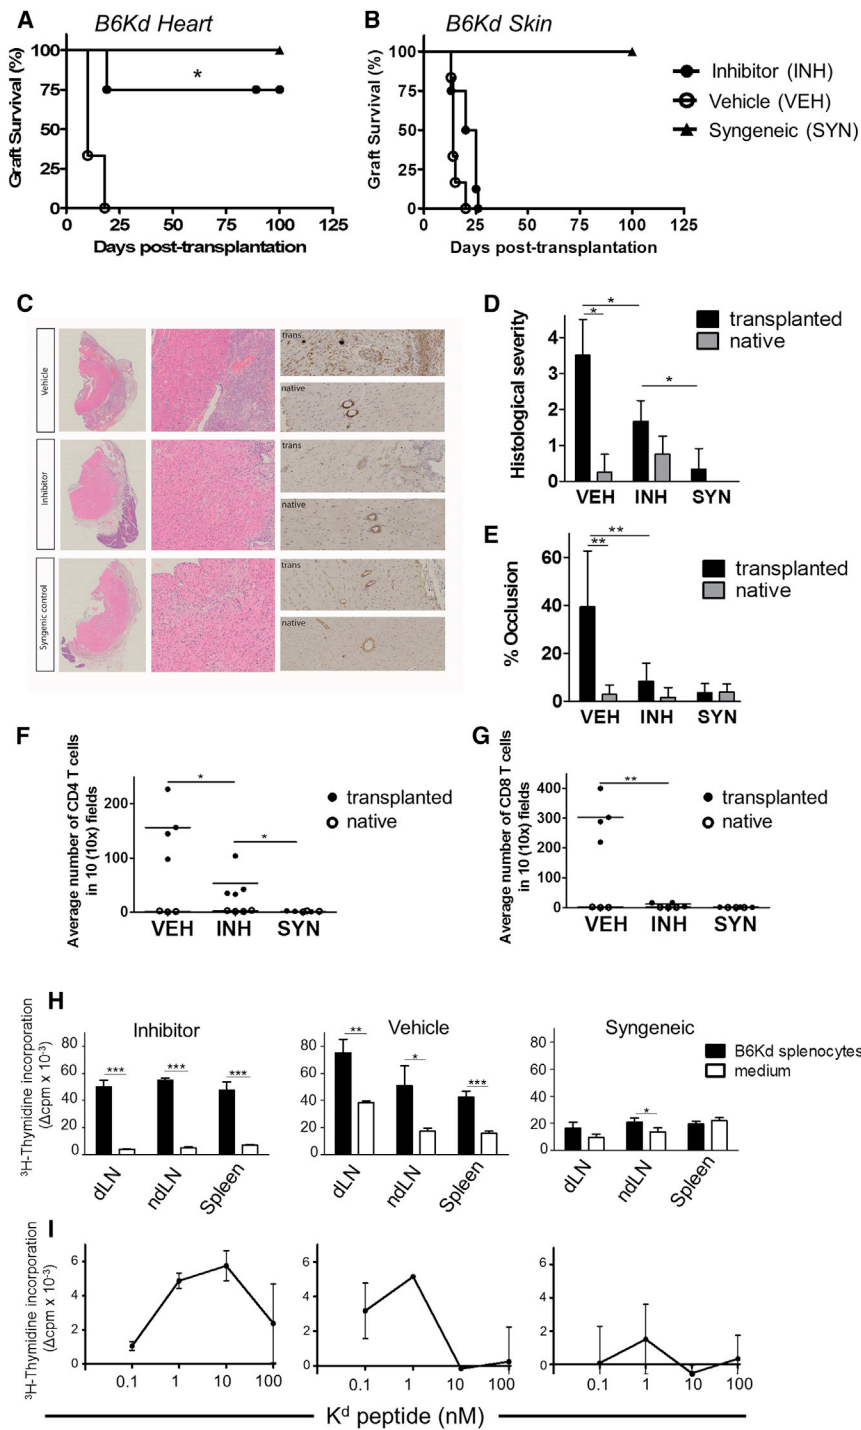 A B6Kd Heart
B B6Kd Skin
Graft Survival (%)
100
75
50
25
0
*
0 25 50 75 100 125
Days post-transplantation
Graft Survival (%)
100
75
50
25
0
0 25 50 75 100 125
Days post-transplantation
Inhibitor (INH)
Vehicle (VEH)
Syngeneic (SYN)
C
Vehicle
trans
native
Inhibitor
trans
native
Syngenic control
trans
native
D
Histological severity
4
3
2
1
0
* * *
transplanted
native
VEH INH SYN
E
% Occlusion
60
40
20
0
** **
transplanted
native
VEH INH SYN
F
Average number of CD4 T cells
in 10 (10x) fields
200
100
0
* *
transplanted
native
VEH INH SYN
G
Average number of CD8 T cells
in 10 (10x) fields
400
300
200
100
0
**
transplanted
native
VEH INH SYN
H
³H-Thymidine incorporation
(Δcpm x 10⁻³)
Inhibitor
80
60
40
20
0
*** *** ***
dLN ndLN Spleen
Vehicle
80
60
40
20
0
** * ***
dLN ndLN Spleen
Syngeneic
80
60
40
20
0
*
dLN ndLN Spleen
B6Kd splenocytes
medium
I
³H-Thymidine incorporation
(Δcpm x 10⁻³)
6
4
2
0
0.1 1 10 100
6
4
2
0
0.1 1 10 100
6
4
2
0
0.1 1 10 100
Kᵈ peptide (nM)